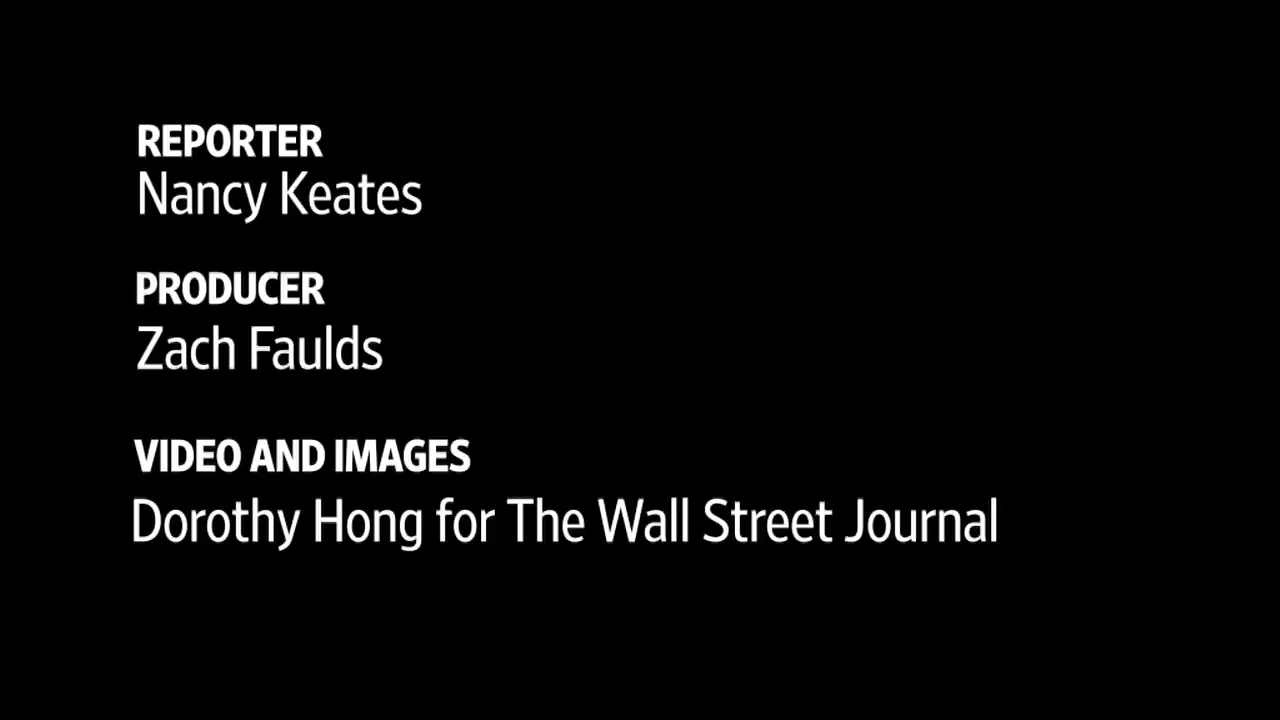 REPORTER
Nancy Keates
PRODUCER
Zach Faulds
VIDEO AND IMAGES
Dorothy Hong for The Wall Street Journal